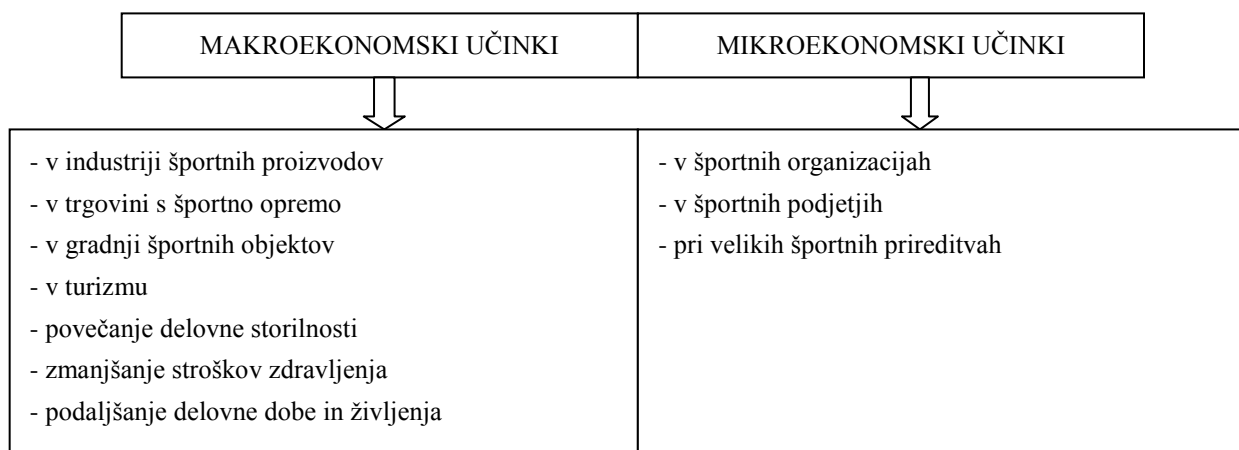 MAKROEKONOMSKI UČINKI
MIKROEKONOMSKI UČINKI
- v industriji športnih proizvodov
- v trgovini s športno opremo
- v gradnji športnih objektov
- v turizmu
- povečanje delovne storilnosti
- zmanjšanje stroškov zdravljenja
- podaljšanje delovne dobe in življenja
- v športnih organizacijah
- v športnih podjetjih
- pri velikih športnih prireditvah